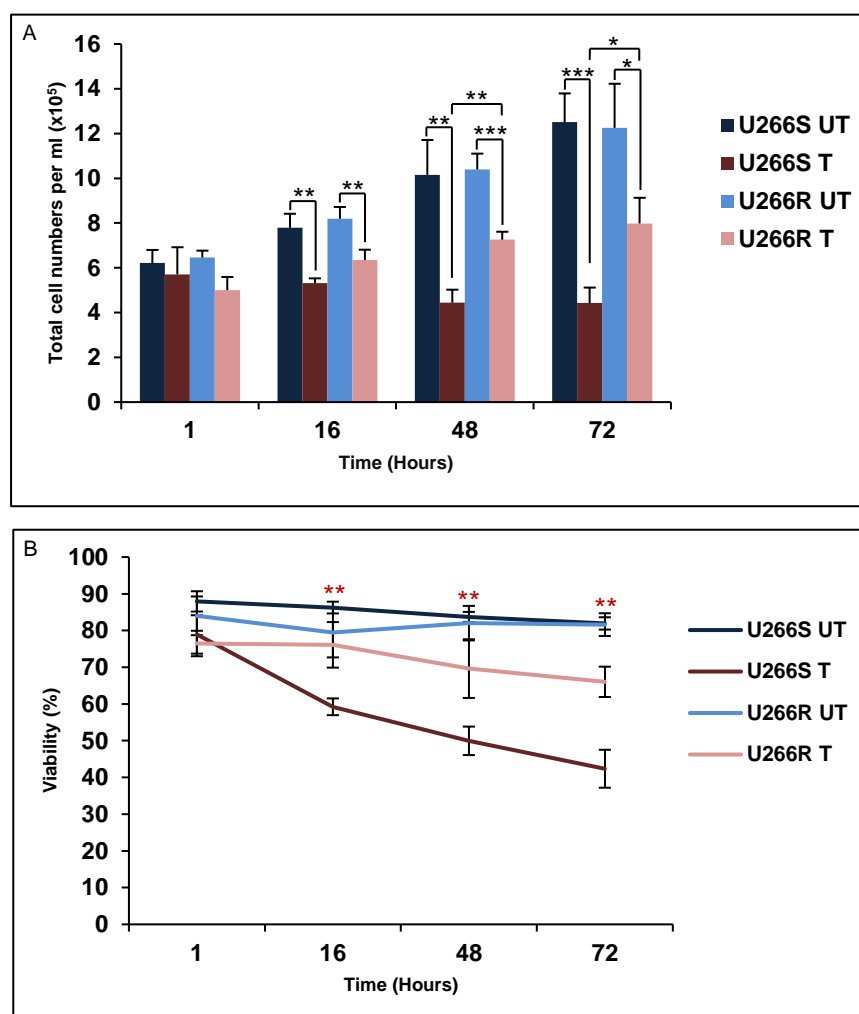 A
Total cell numbers per ml (x10⁵)
16
14
12
10
8
6
4
2
0
** ** ** *** ** *** * *
1 16 48 72
Time (Hours)
U266S UT
U266S T
U266R UT
U266R T
B
Viability (%)
100
90
80
70
60
50
40
30
20
10
0
** ** **
1 16 48 72
Time (Hours)
U266S UT
U266S T
U266R UT
U266R T